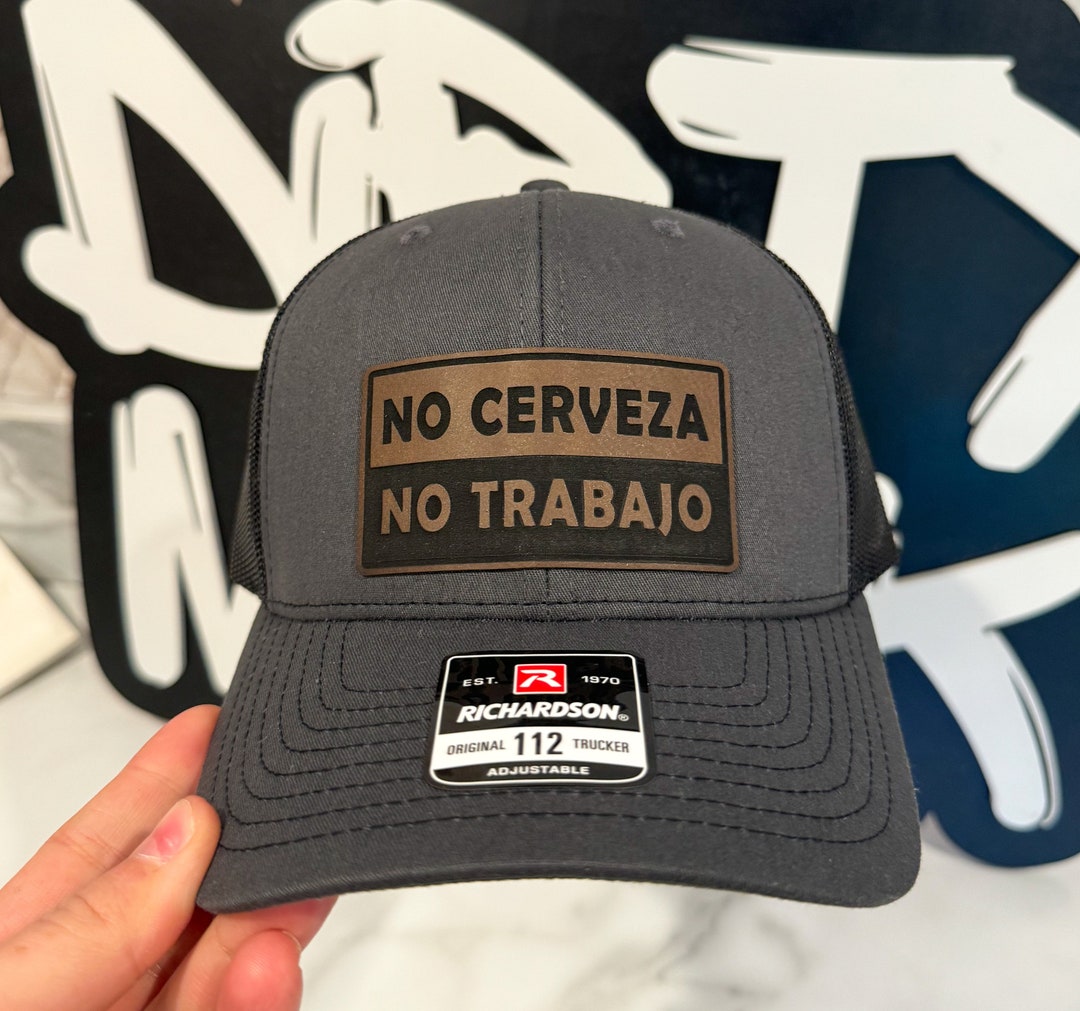 NO CERVEZA
NO TRABAJO
EST. R 1970
RICHARDSON®
ORIGINAL 112 TRUCKER
ADJUSTABLE